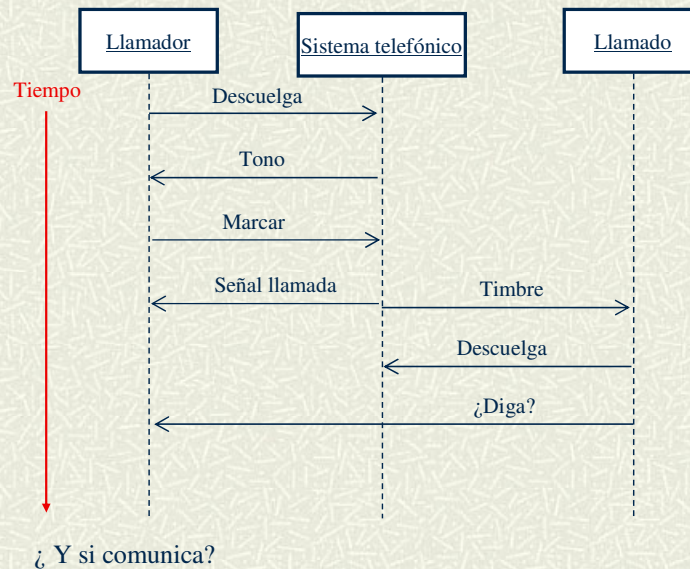 Llamador
Sistema telefónico
Llamado
Tiempo
Descuelga
Tono
Marcar
Señal llamada
Timbre
Descuelga
¿Diga?
¿ Y si comunica?